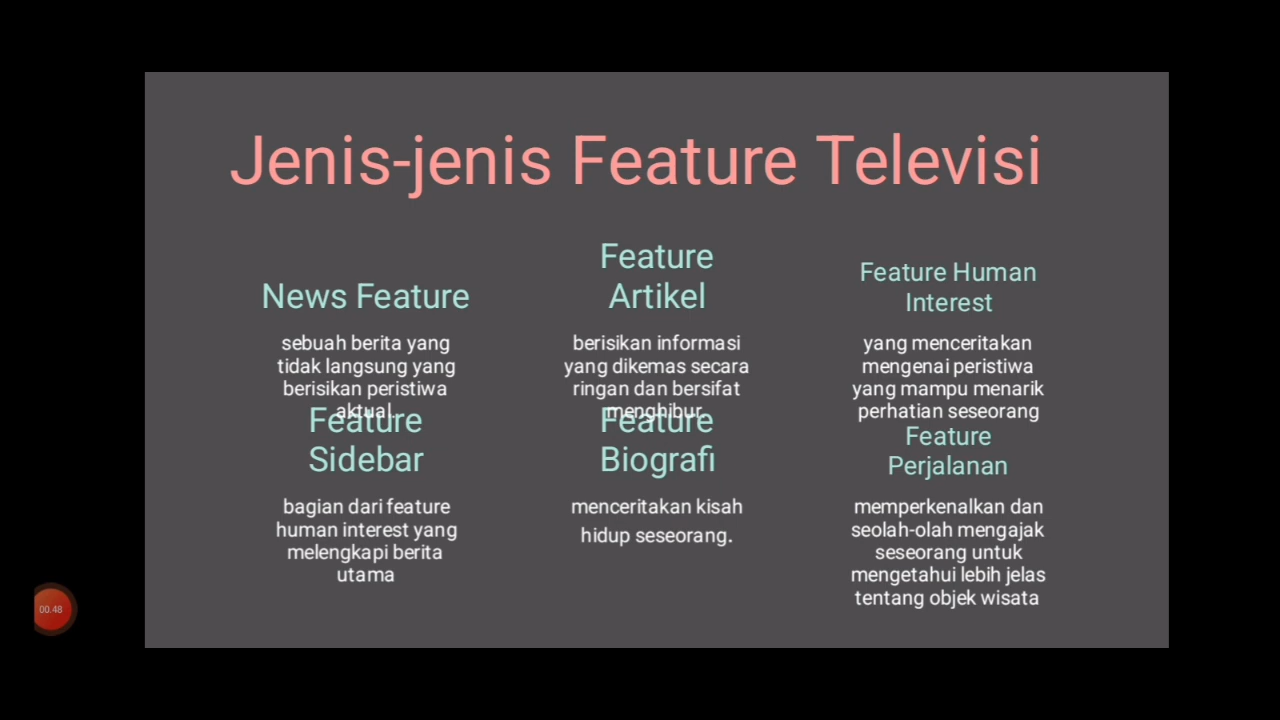 Jenis-jenis Feature Televisi
News Feature
sebuah berita yang
tidak langsung yang
berisikan peristiwa
aktual.
Feature
Artikel
berisikan informasi
yang dikemas secara
ringan dan bersifat
menghibur.
Feature Human
Interest
yang menceritakan
mengenai peristiwa
yang mampu menarik
perhatian seseorang
Feature
Sidebar
bagian dari feature
human interest yang
melengkapi berita
utama
Feature
Biografi
menceritakan kisah
hidup seseorang.
Feature
Perjalanan
memperkenalkan dan
seolah-olah mengajak
seseorang untuk
mengetahui lebih jelas
tentang objek wisata
00.48